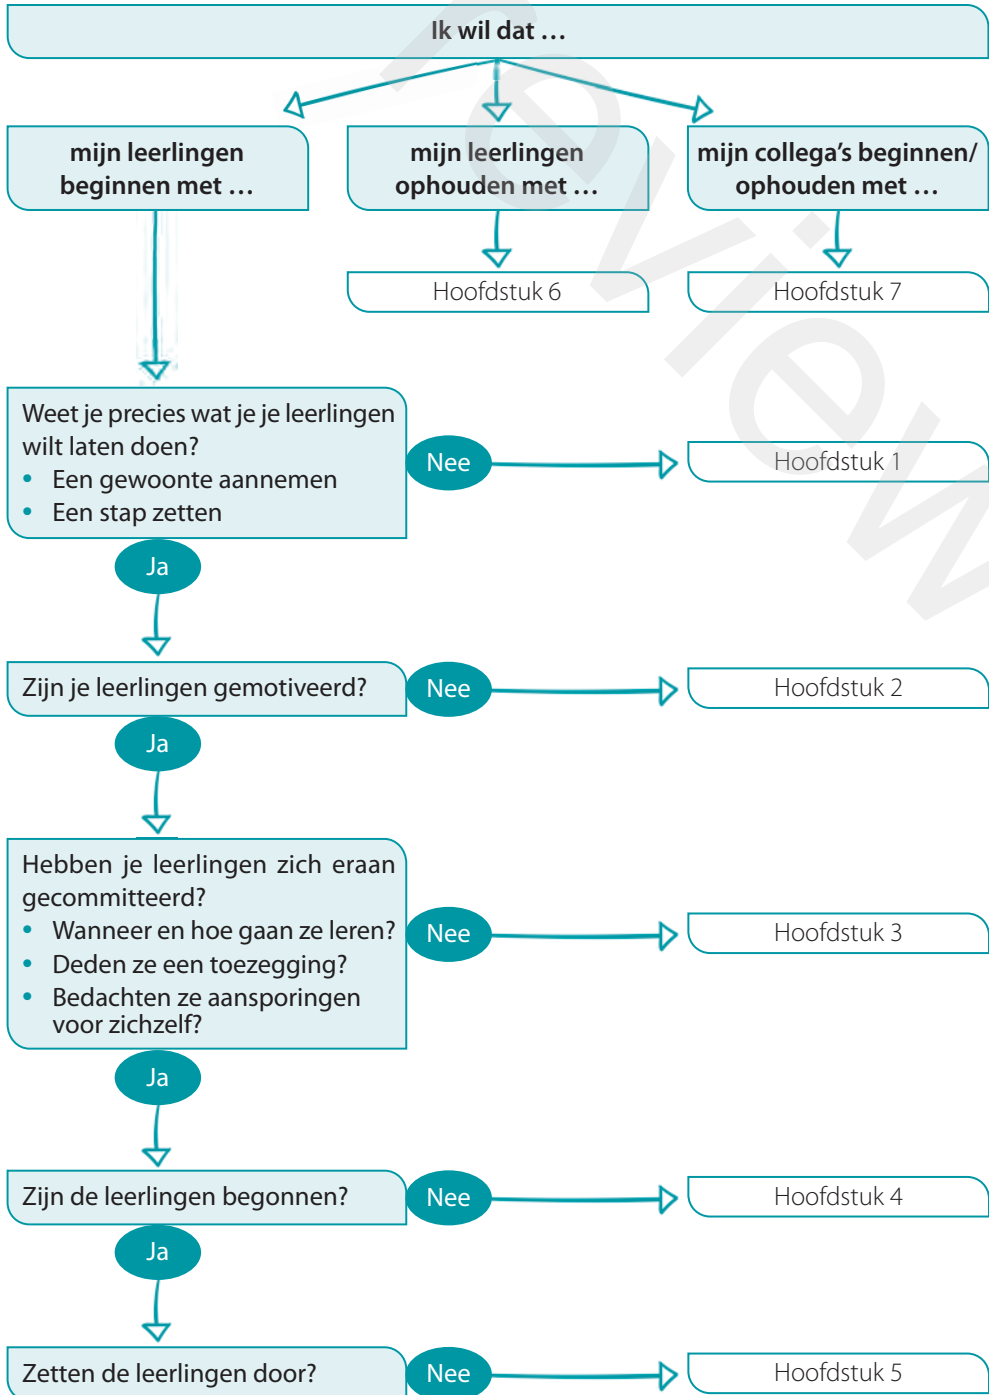 Ik wil dat …
mijn leerlingen
beginnen met …
mijn leerlingen
ophouden met …
mijn collega's beginnen/
ophouden met …
Hoofdstuk 6
Hoofdstuk 7
Weet je precies wat je je leerlingen
wilt laten doen?
• Een gewoonte aannemen
• Een stap zetten
Nee
Hoofdstuk 1
Ja
Zijn je leerlingen gemotiveerd?
Nee
Hoofdstuk 2
Ja
Hebben je leerlingen zich eraan
gecommitteerd?
• Wanneer en hoe gaan ze leren?
• Deden ze een toezegging?
• Bedachten ze aansporingen
voor zichzelf?
Nee
Hoofdstuk 3
Ja
Zijn de leerlingen begonnen?
Nee
Hoofdstuk 4
Ja
Zetten de leerlingen door?
Nee
Hoofdstuk 5
review